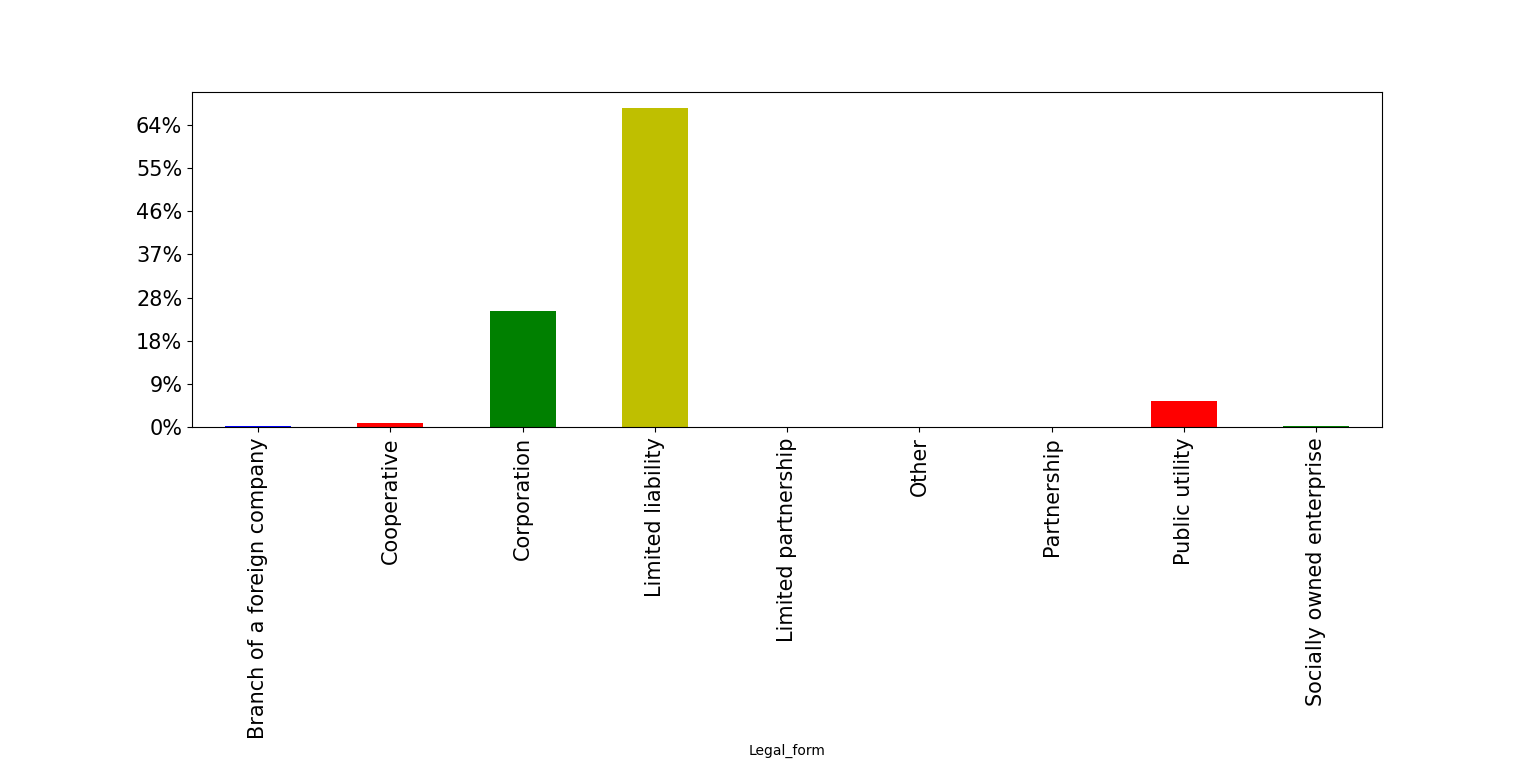 64%
55%
46%
37%
28%
18%
9%
0%
Branch of a foreign company
Cooperative
Corporation
Limited liability
Limited partnership
Other
Partnership
Public utility
Socially owned enterprise
Legal_form